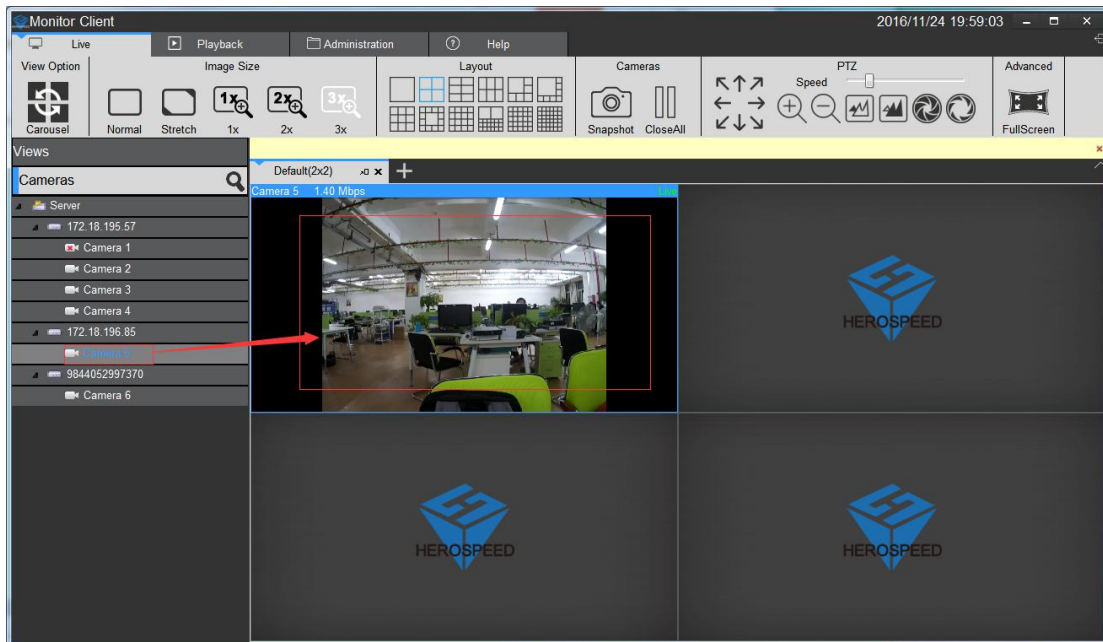 Monitor Client
2016/11/24 19:59:03
Live
Playback
Administration
Help
View Option
Image Size
Layout
Cameras
PTZ
Advanced
Speed
1x
2x
3x
Carousel
Normal
Stretch
1x
2x
3x
Snapshot
CloseAll
FullScreen
Views
Default(2x2)
Cameras
Camera 5 1.40 Mbps
Live
Server
172.18.195.57
Camera 1
Camera 2
Camera 3
Camera 4
172.18.196.85
Camera 5
9844052997370
Camera 6
HEROSPEED
HEROSPEED
HEROSPEED